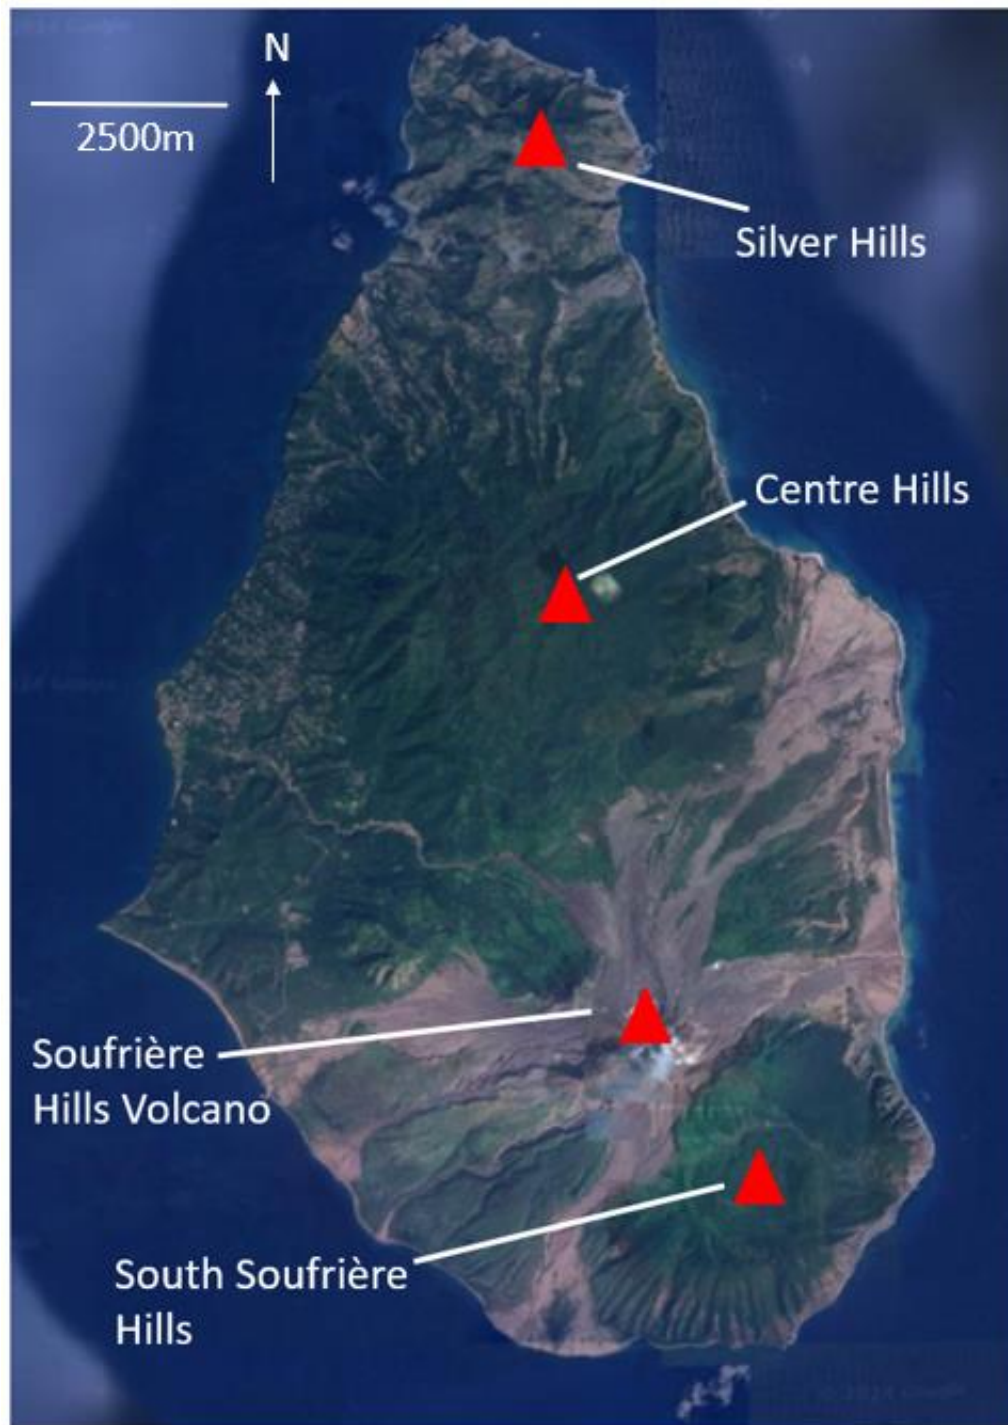 N
2500m
Silver Hills
Centre Hills
Soufrière
Hills Volcano
South Soufrière
Hills